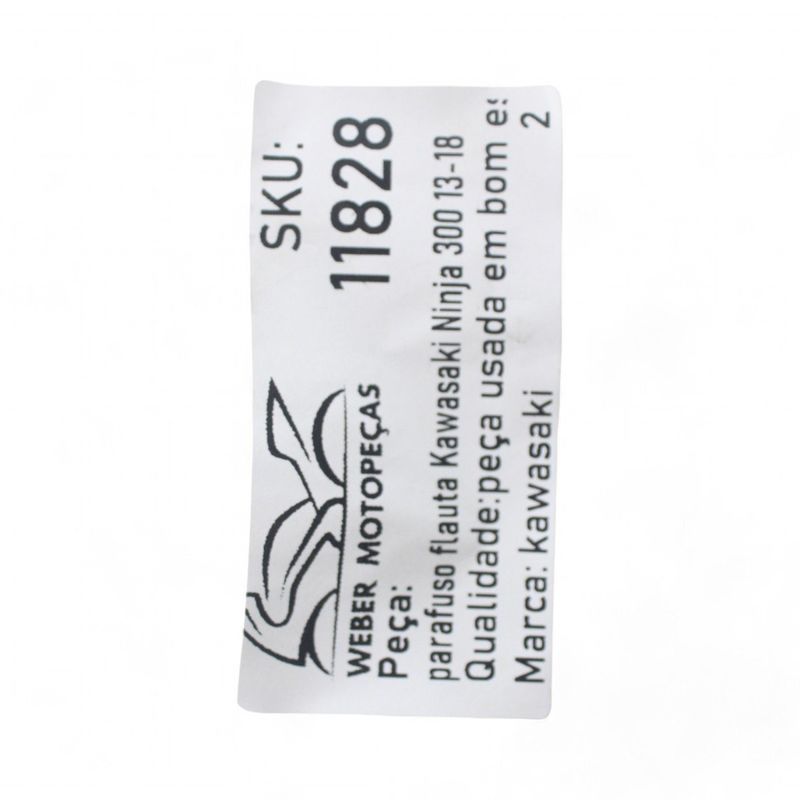 SKU:
11828
WEBER MOTOPEÇAS
Peça:
parafuso flauta Kawasaki Ninja 300 13-18
Qualidade:peça usada em bom
Marca: kawasaki
2